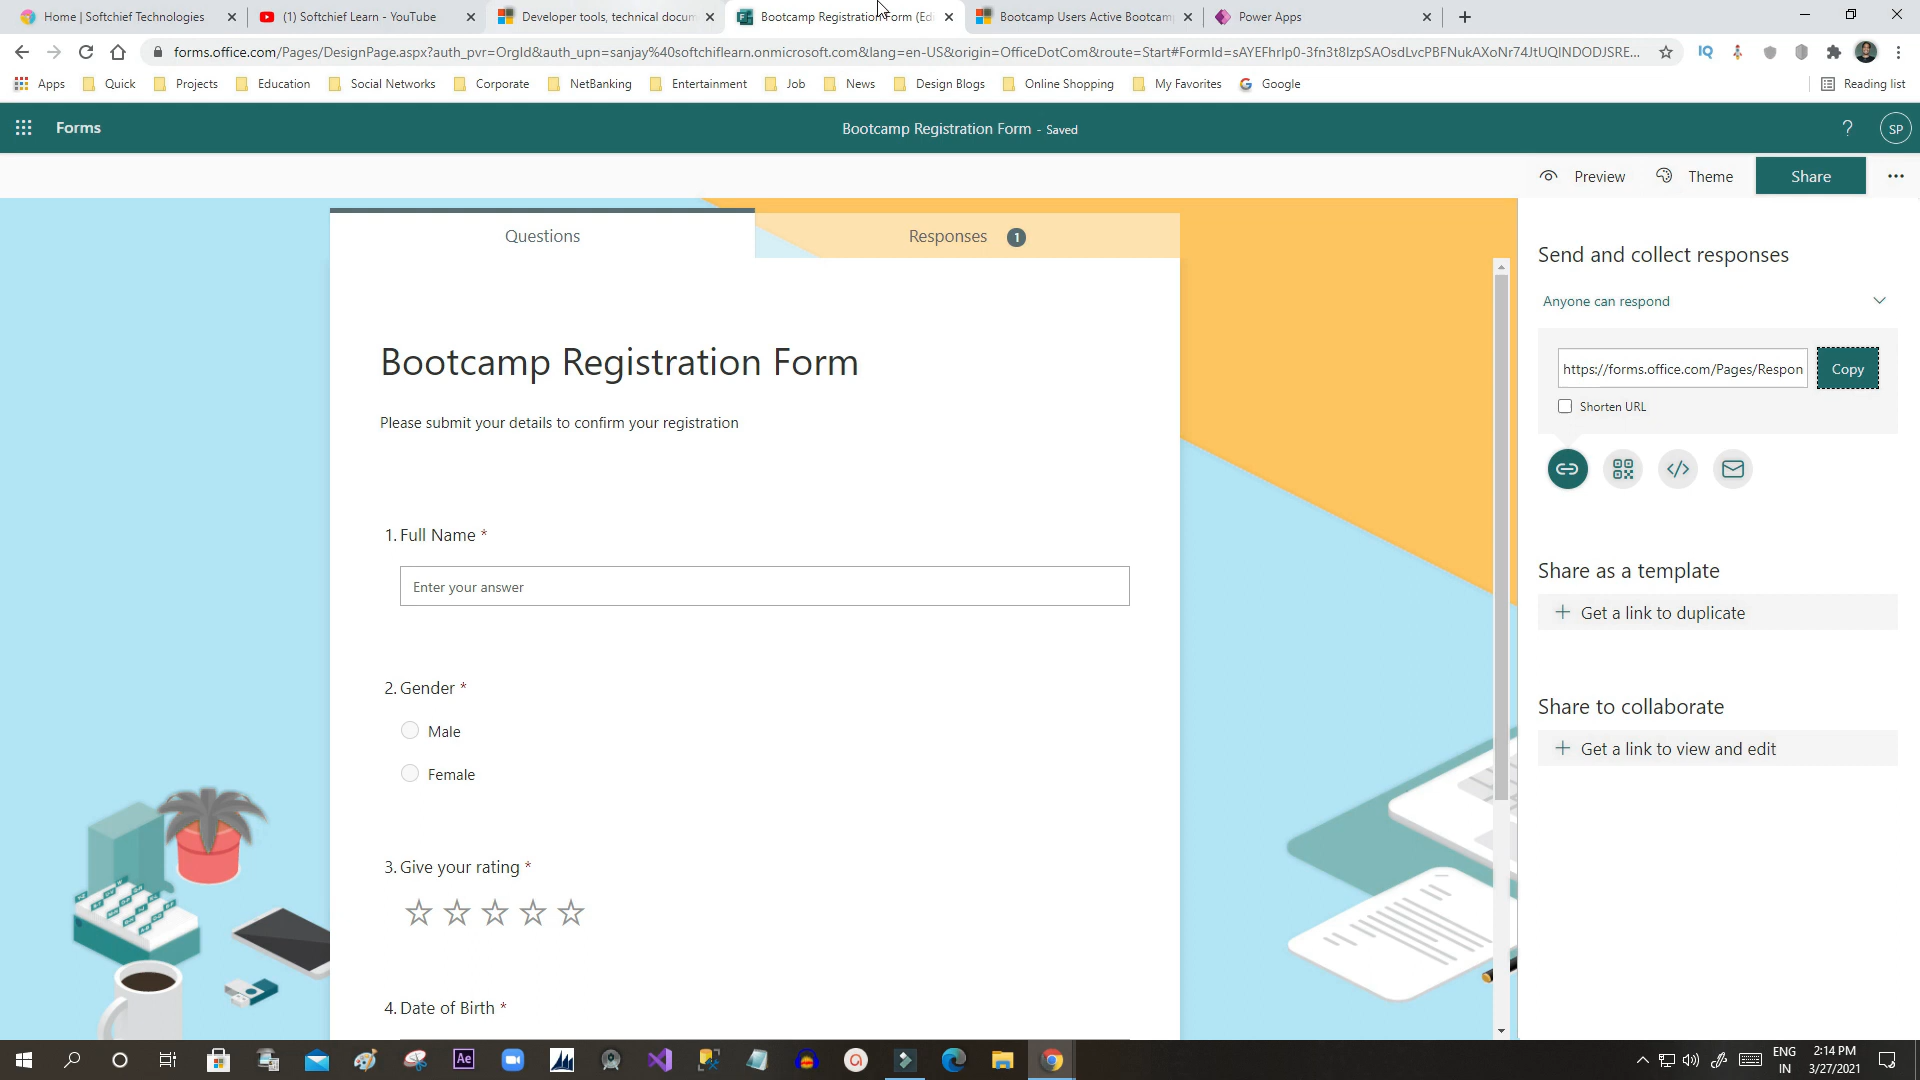 Home | Softchief Technologies
(1) Softchief Learn - YouTube
Developer tools, technical docum
Bootcamp Registration Form (Ed
Bootcamp Users Active Bootcam
Power Apps
forms.office.com/Pages/DesignPage.aspx?auth_pvr=OrgId&auth_upn=sanjay%40softchiflearn.onmicrosoft.com&lang=en-US&origin=OfficeDotCom&route=Start#FormId=sAYEFhrIp0-3fn3t8IzpSAOsdLvcPBFNukAXoNr74JtUQlNDODJSRE...
Apps
Quick
Projects
Education
Social Networks
Corporate
NetBanking
Entertainment
Job
News
Design Blogs
Online Shopping
My Favorites
Google
Reading list
Forms
Bootcamp Registration Form - Saved
?
SP
Preview
Theme
Share
Questions
Responses 1
Bootcamp Registration Form
Please submit your details to confirm your registration
1. Full Name *
Enter your answer
2. Gender *
Male
Female
3. Give your rating *
4. Date of Birth *
Send and collect responses
Anyone can respond
https://forms.office.com/Pages/Respon
Copy
Shorten URL
Share as a template
+ Get a link to duplicate
Share to collaborate
+ Get a link to view and edit
Ae
ENG
IN
2:14 PM
3/27/2021